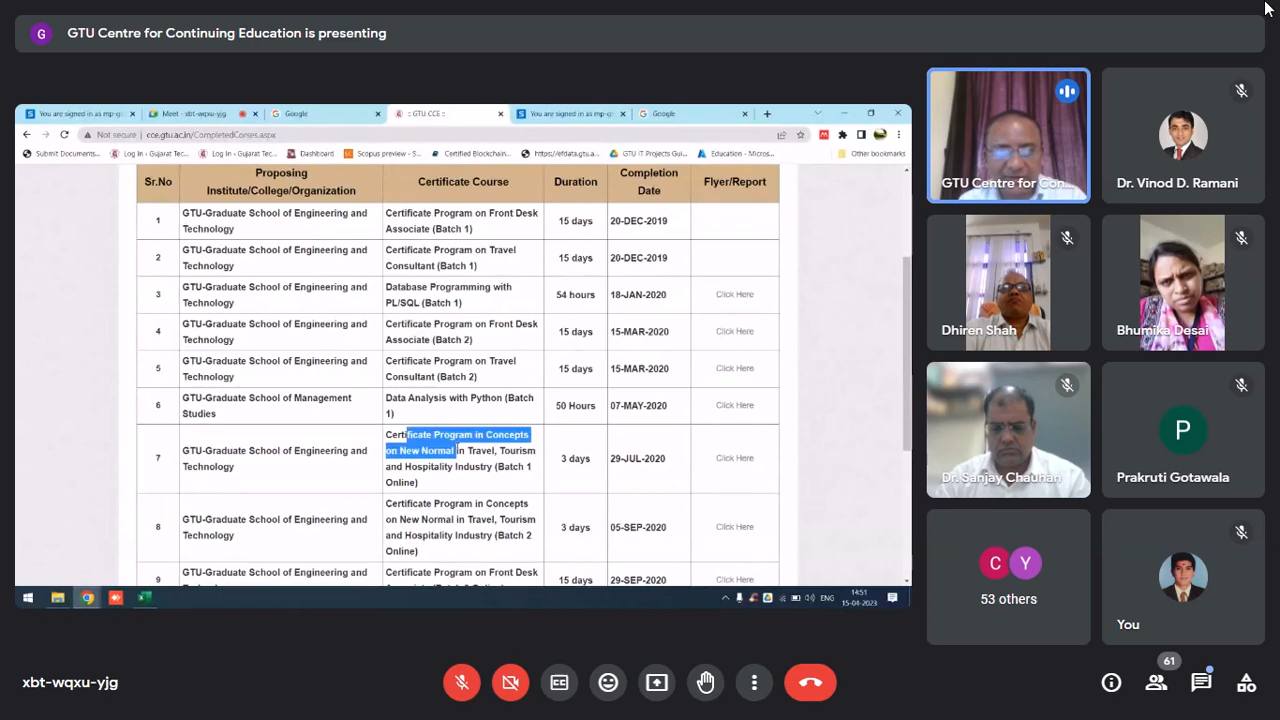 G GTU Centre for Continuing Education is presenting
You are signed in as mp-g
Meet - xbt-wqxu-yjg
Google
:: GTU CCE ::
You are signed in as mp-g
Google
Not secure | cce.gtu.ac.in/CompletedCorses.aspx
Submit Documents...
Log In ‹ Gujarat Tec...
Log In ‹ Gujarat Tec...
Dashboard
Scopus preview - S...
Certified Blockchain...
https://efdata.gtu.a...
GTU IT Projects Gui...
Education - Micros...
Other bookmarks
Sr.No
Proposing
Institute/College/Organization
Certificate Course
Duration
Completion
Date
Flyer/Report
1
GTU-Graduate School of Engineering and
Technology
Certificate Program on Front Desk
Associate (Batch 1)
15 days
20-DEC-2019
2
GTU-Graduate School of Engineering and
Technology
Certificate Program on Travel
Consultant (Batch 1)
15 days
20-DEC-2019
3
GTU-Graduate School of Engineering and
Technology
Database Programming with
PL/SQL (Batch 1)
54 hours
18-JAN-2020
Click Here
4
GTU-Graduate School of Engineering and
Technology
Certificate Program on Front Desk
Associate (Batch 2)
15 days
15-MAR-2020
Click Here
5
GTU-Graduate School of Engineering and
Technology
Certificate Program on Travel
Consultant (Batch 2)
15 days
15-MAR-2020
Click Here
6
GTU-Graduate School of Management
Studies
Data Analysis with Python (Batch
1)
50 Hours
07-MAY-2020
Click Here
7
GTU-Graduate School of Engineering and
Technology
Certificate Program in Concepts
on New Normal in Travel, Tourism
and Hospitality Industry (Batch 1
Online)
3 days
29-JUL-2020
Click Here
8
GTU-Graduate School of Engineering and
Technology
Certificate Program in Concepts
on New Normal in Travel, Tourism
and Hospitality Industry (Batch 2
Online)
3 days
05-SEP-2020
Click Here
9
GTU-Graduate School of Engineering and
Certificate Program on Front Desk
15 days
29-SEP-2020
Click Here
ENG
14:51
15-04-2023
GTU Centre for Con...
Dr. Vinod D. Ramani
Dhiren Shah
Bhumika Desai
Dr. Sanjay Chauhan
P
Prakruti Gotawala
C Y
53 others
You
xbt-wqxu-yjg
61